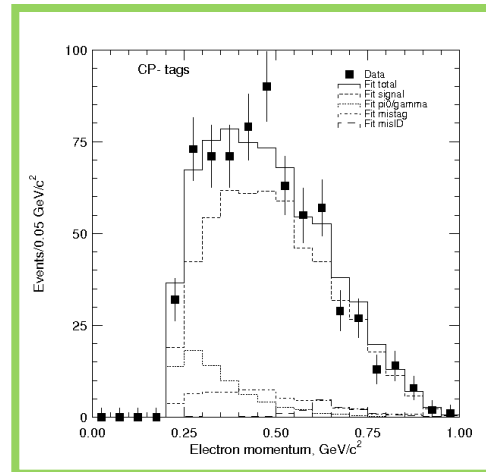 CP- tags
Data
Fit total
Fit signal
Fit pi0/gamma
Fit mistag
Fit misID
100
75
50
25
0
Events/0.05 GeV/c²
0.00 0.25 0.50 0.75 1.00
Electron momentum, GeV/c²